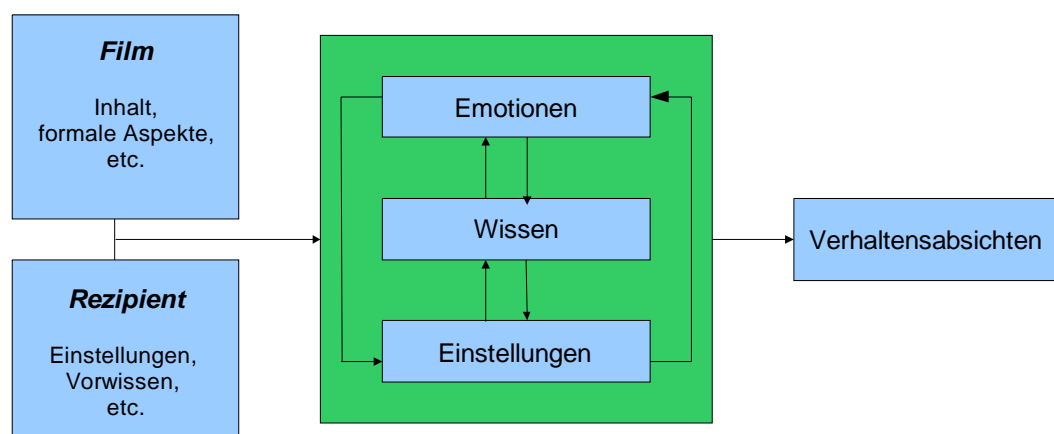 Film
Inhalt,
formale Aspekte,
etc.
Rezipient
Einstellungen,
Vorwissen,
etc.
Emotionen
Wissen
Einstellungen
Verhaltensabsichten